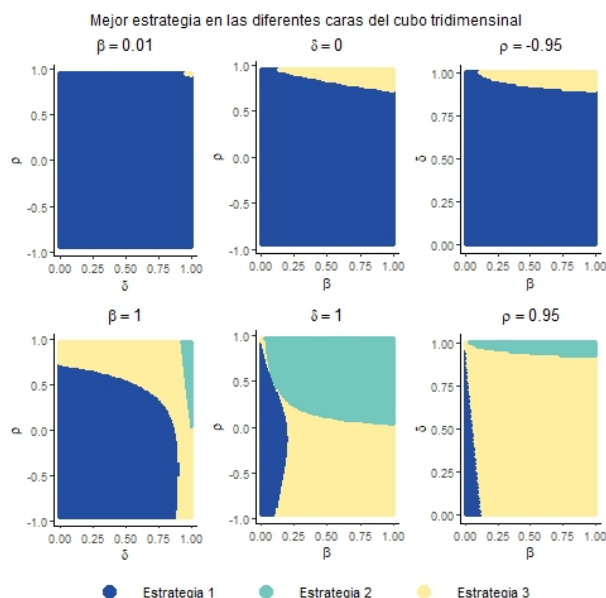 Mejor estrategia en las diferentes caras del cubo tridimensinal
β = 0.01
δ = 0
ρ = -0.95
1.0
0.5
0.0
-0.5
-1.0
ρ
0.00 0.25 0.50 0.75 1.00
δ
1.0
0.5
0.0
-0.5
-1.0
ρ
0.00 0.25 0.50 0.75 1.00
β
1.00
0.75
0.50
0.25
0.00
δ
0.00 0.25 0.50 0.75 1.00
β
β = 1
δ = 1
ρ = 0.95
1.0
0.5
0.0
-0.5
-1.0
ρ
0.00 0.25 0.50 0.75 1.00
δ
1.0
0.5
0.0
-0.5
-1.0
ρ
0.00 0.25 0.50 0.75 1.00
β
1.00
0.75
0.50
0.25
0.00
δ
0.00 0.25 0.50 0.75 1.00
β
Estrategia 1 Estrategia 2 Estrategia 3